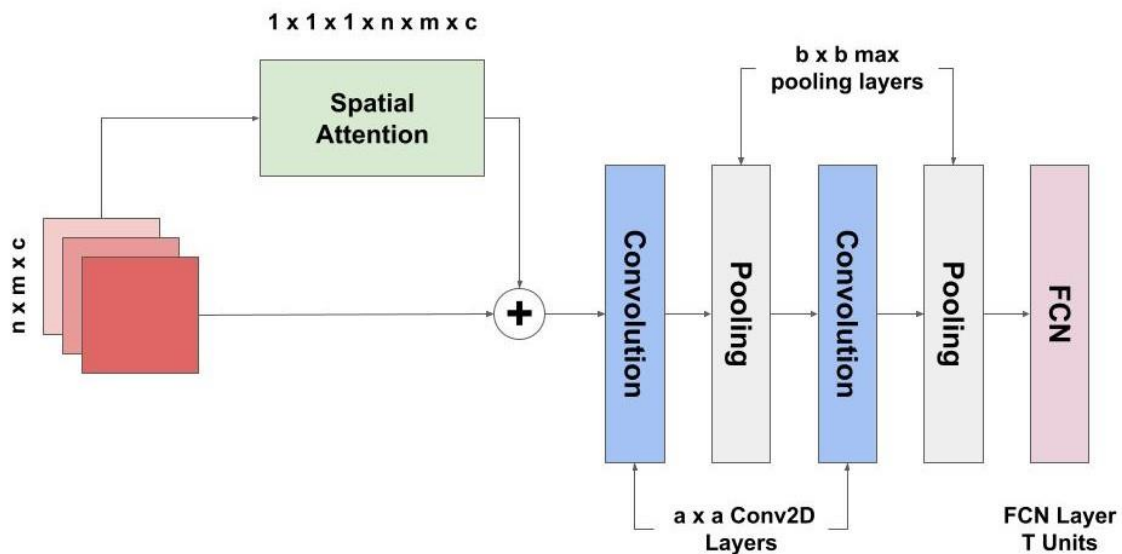 1 x 1 x 1 x n x m x c
Spatial
Attention
n x m x c
+
b x b max
pooling layers
Convolution
Pooling
Convolution
Pooling
FCN
a x a Conv2D
Layers
FCN Layer
T Units